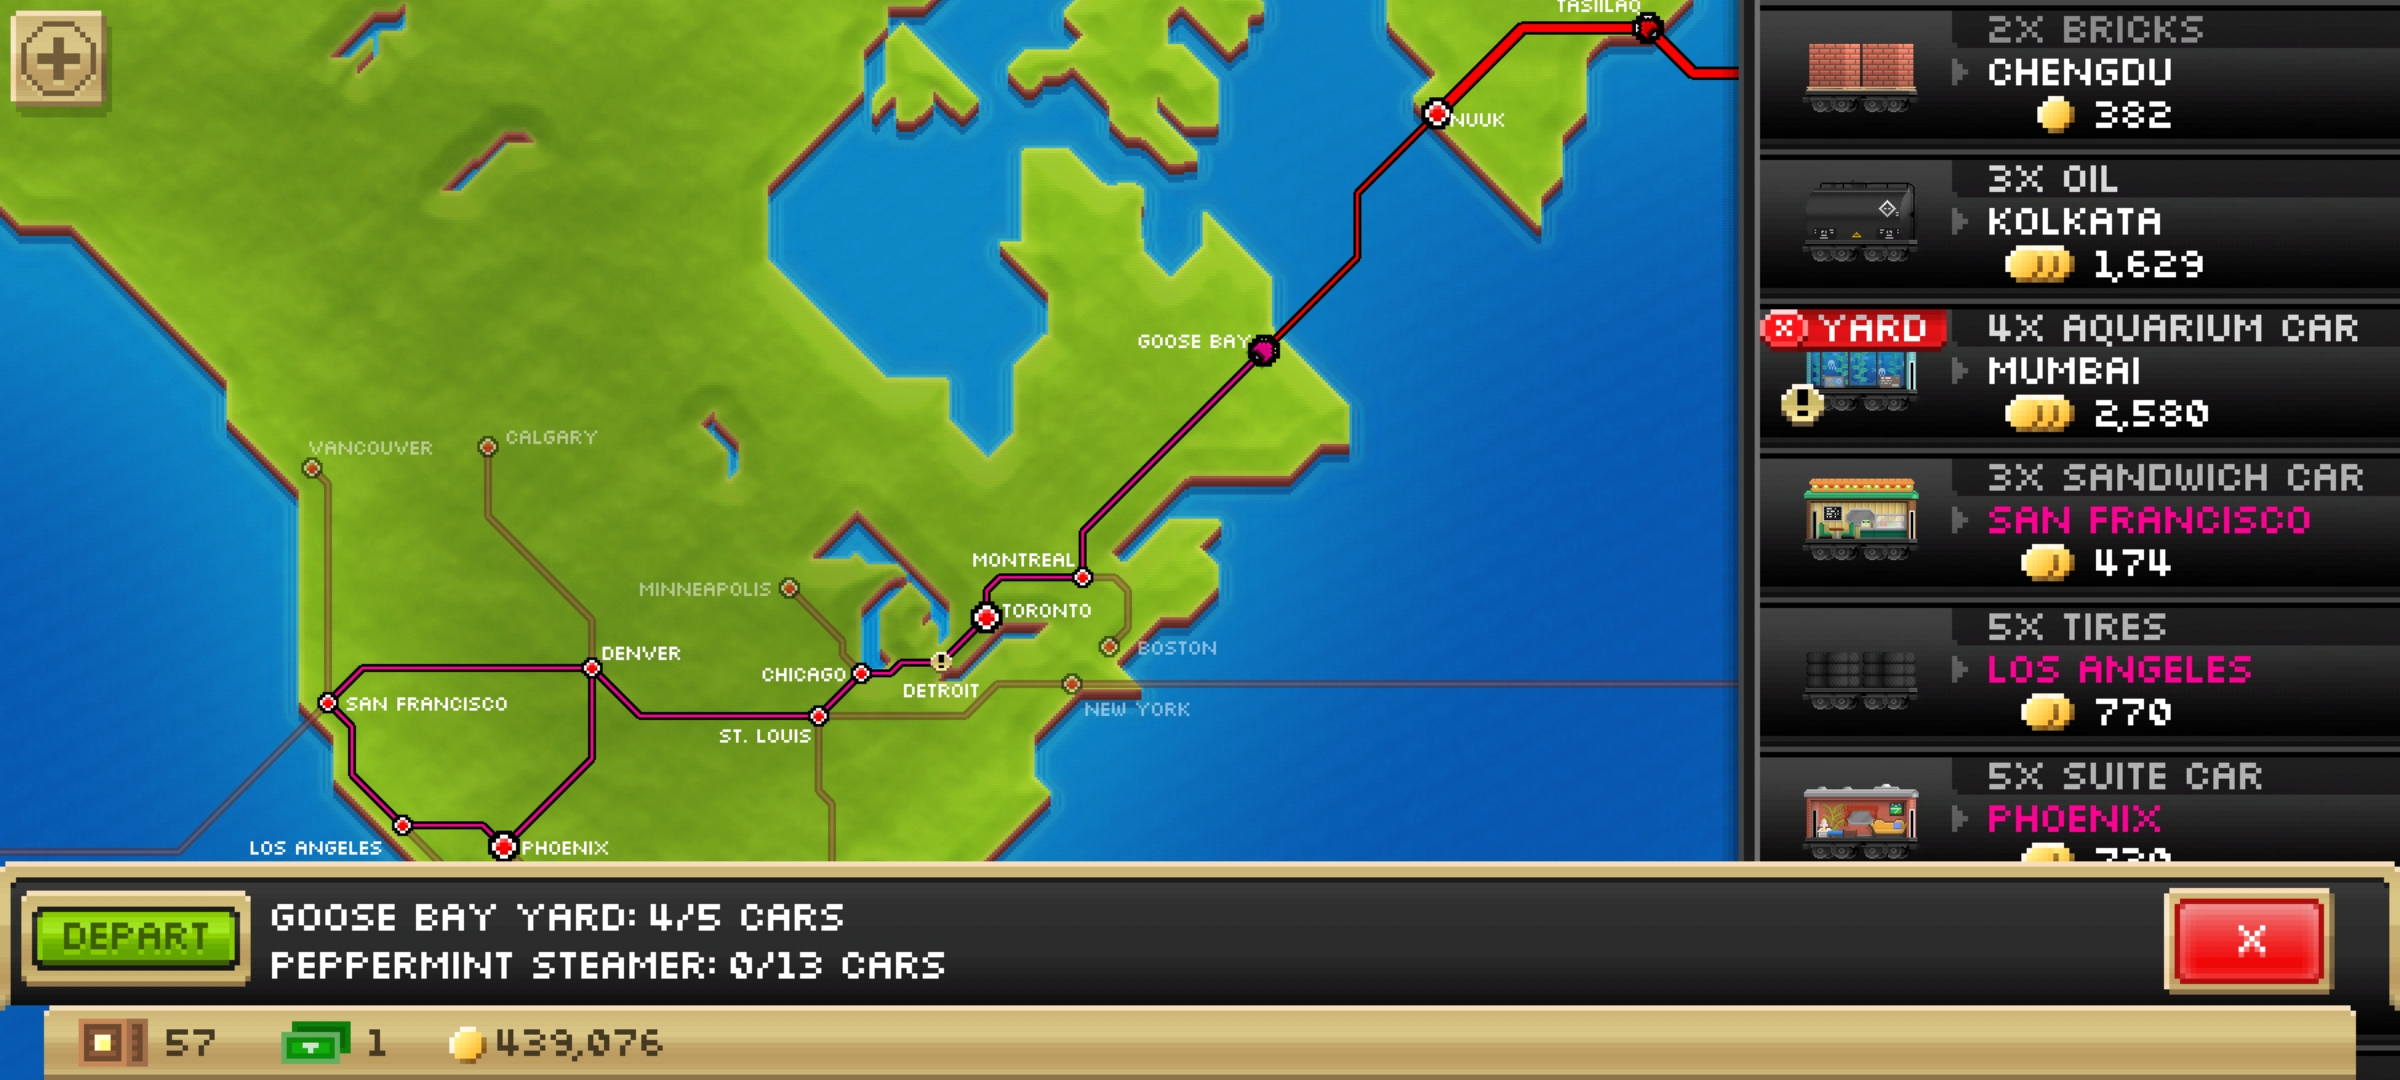 TASIILAQ
NUUK
GOOSE BAY
VANCOUVER
CALGARY
MONTREAL
MINNEAPOLIS
TORONTO
BOSTON
DENVER
CHICAGO
DETROIT
SAN FRANCISCO
NEW YORK
ST. LOUIS
LOS ANGELES
PHOENIX
2X BRICKS
CHENGDU
382
3X OIL
KOLKATA
1,629
X YARD
4X AQUARIUM CAR
MUMBAI
2,580
3X SANDWICH CAR
SAN FRANCISCO
474
5X TIRES
LOS ANGELES
770
5X SUITE CAR
PHOENIX
DEPART
GOOSE BAY YARD: 4/5 CARS
PEPPERMINT STEAMER: 0/13 CARS
X
57
1
439,076